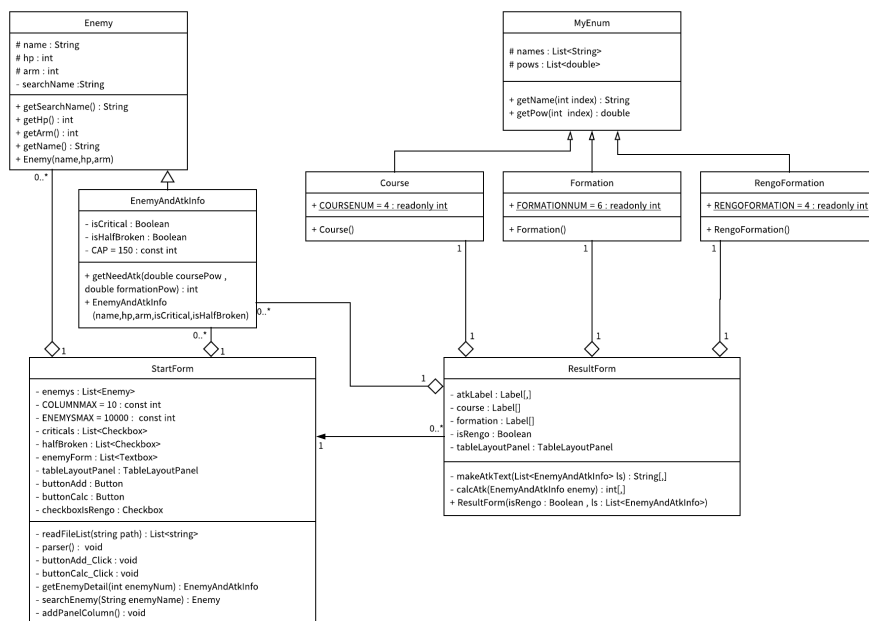 Enemy
# name : String
# hp : int
# arm : int
- searchName :String
+ getSearchName() : String
+ getHp() : int
+ getArm() : int
+ getName() : String
+ Enemy(name,hp,arm)
0..*
MyEnum
# names : List<String>
# pows : List<double>
+ getName(int index) : String
+ getPow(int index) : double
EnemyAndAtkInfo
- isCritical : Boolean
- isHalfBroken : Boolean
- CAP = 150 : const int
+ getNeedAtk(double coursePow ,
double formationPow) : int
+ EnemyAndAtkInfo
(name,hp,arm,isCritical,isHalfBroken)
0..*
0..*
Course
+ COURSENUM = 4 : readonly int
+ Course()
1
Formation
+ FORMATIONNUM = 6 : readonly int
+ Formation()
1
RengoFormation
+ RENGOFORMATION = 4 : readonly int
+ RengoFormation()
1
1
1
1
1
1
1
StartForm
- enemys : List<Enemy>
- COLUMNMAX = 10 : const int
- ENEMYSMAX = 10000 : const int
- criticals : List<Checkbox>
- halfBroken : List<Checkbox>
- enemyForm : List<Textbox>
- tableLayoutPanel : TableLayoutPanel
- buttonAdd : Button
- buttonCalc : Button
- checkboxIsRengo : Checkbox
- readFileList(string path) : List<string>
- parser() : void
- buttonAdd_Click : void
- buttonCalc_Click : void
- getEnemyDetail(int enemyNum) : EnemyAndAtkInfo
- searchEnemy(String enemyName) : Enemy
- addPanelColumn() : void
1
0..*
ResultForm
- atkLabel : Label[,]
- course : Label[]
- formation : Label[]
- isRengo : Boolean
- tableLayoutPanel : TableLayoutPanel
- makeAtkText(List<EnemyAndAtkInfo> ls) : String[,]
- calcAtk(EnemyAndAtkInfo enemy) : int[,]
+ ResultForm(isRengo : Boolean , ls : List<EnemyAndAtkInfo>)